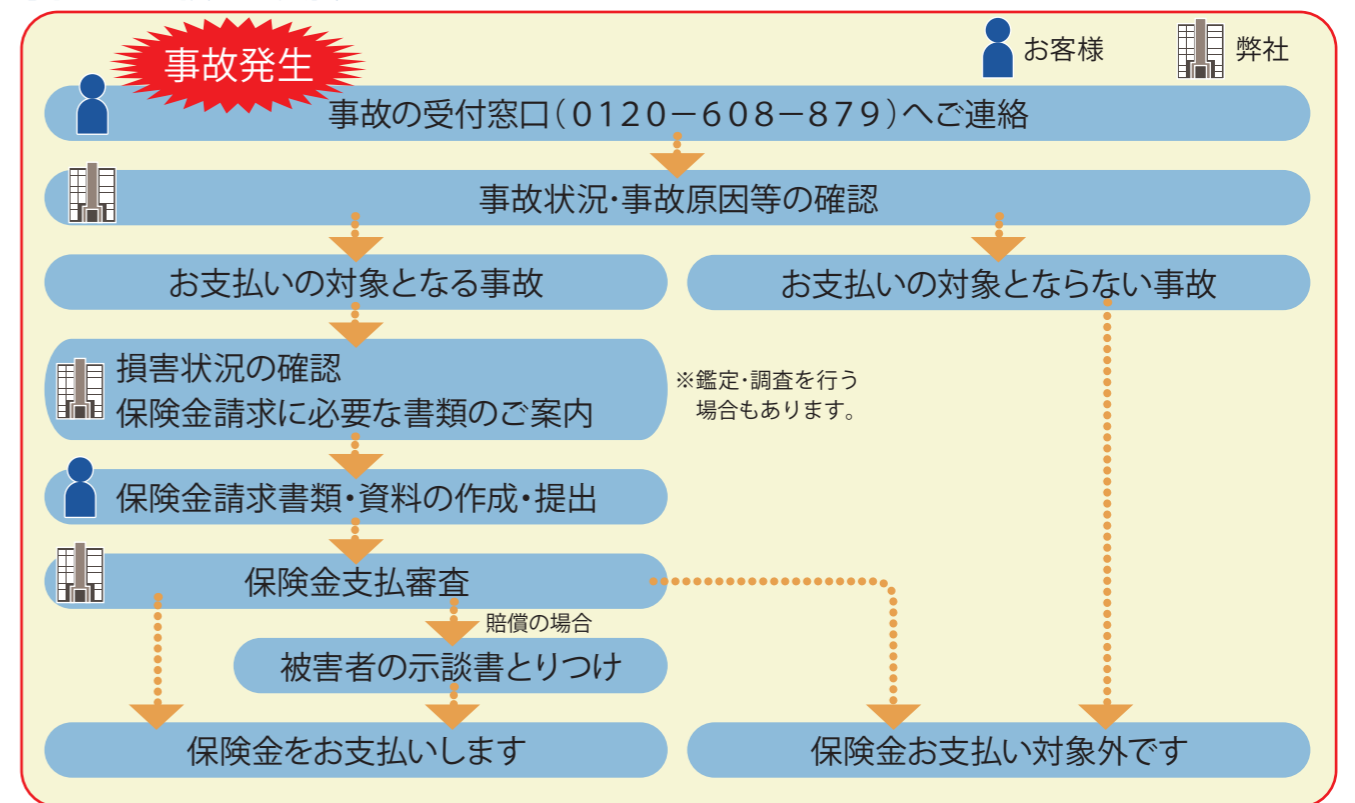 事故発生
お客様
弊社
事故の受付窓口（0120－608－879）へご連絡
事故状況・事故原因等の確認
お支払いの対象となる事故
お支払いの対象とならない事故
損害状況の確認
保険金請求に必要な書類のご案内
※鑑定・調査を行う
場合もあります。
保険金請求書類・資料の作成・提出
保険金支払審査
賠償の場合
被害者の示談書とりつけ
保険金をお支払いします
保険金お支払い対象外です